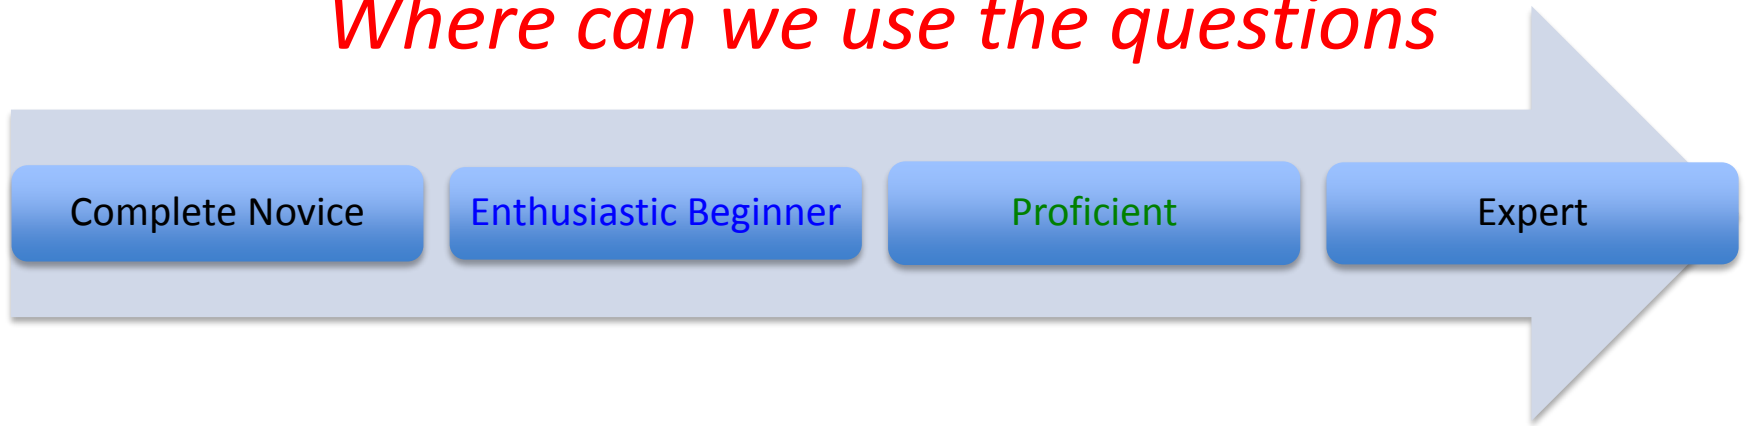 Where can we use the questions
Complete Novice
Enthusiastic Beginner
Proficient
Expert